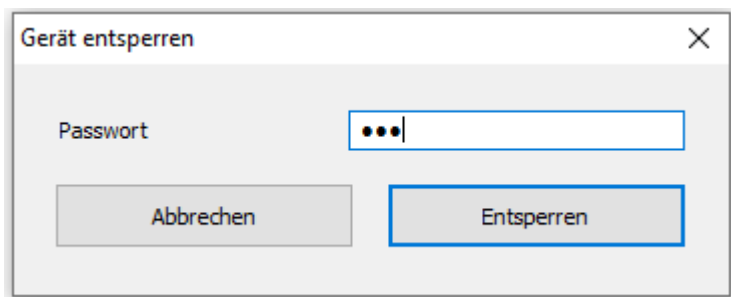 Gerät entsperren
Passwort •••
Abbrechen Entsperren